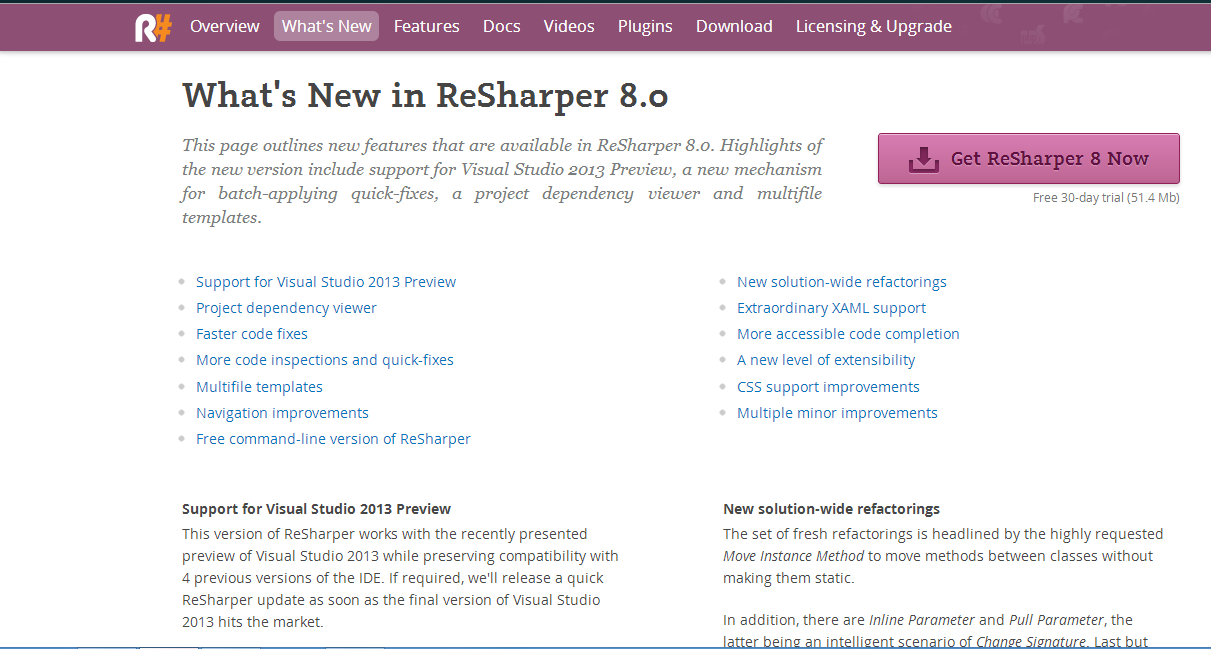 R# Overview What's New Features Docs Videos Plugins Download Licensing & Upgrade
What's New in ReSharper 8.0
This page outlines new features that are available in ReSharper 8.0. Highlights of
the new version include support for Visual Studio 2013 Preview, a new mechanism
for batch-applying quick-fixes, a project dependency viewer and multifile
templates.
Get ReSharper 8 Now
Free 30-day trial (51.4 Mb)
Support for Visual Studio 2013 Preview
Project dependency viewer
Faster code fixes
More code inspections and quick-fixes
Multifile templates
Navigation improvements
Free command-line version of ReSharper
New solution-wide refactorings
Extraordinary XAML support
More accessible code completion
A new level of extensibility
CSS support improvements
Multiple minor improvements
Support for Visual Studio 2013 Preview
This version of ReSharper works with the recently presented
preview of Visual Studio 2013 while preserving compatibility with
4 previous versions of the IDE. If required, we'll release a quick
ReSharper update as soon as the final version of Visual Studio
2013 hits the market.
New solution-wide refactorings
The set of fresh refactorings is headlined by the highly requested
Move Instance Method to move methods between classes without
making them static.
In addition, there are Inline Parameter and Pull Parameter, the
latter being an intelligent scenario of Change Signature. Last but